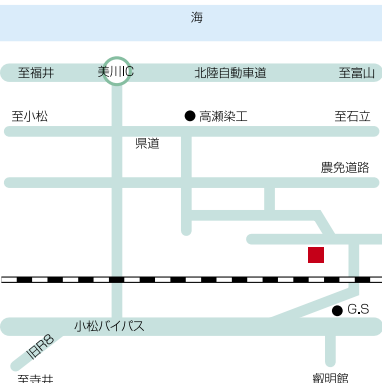 海
至福井
美川IC
北陸自動車道
至富山
至小松
高瀬染工
至石立
県道
農免道路
G.S
小松バイパス
旧R8
至寺井
叡明館